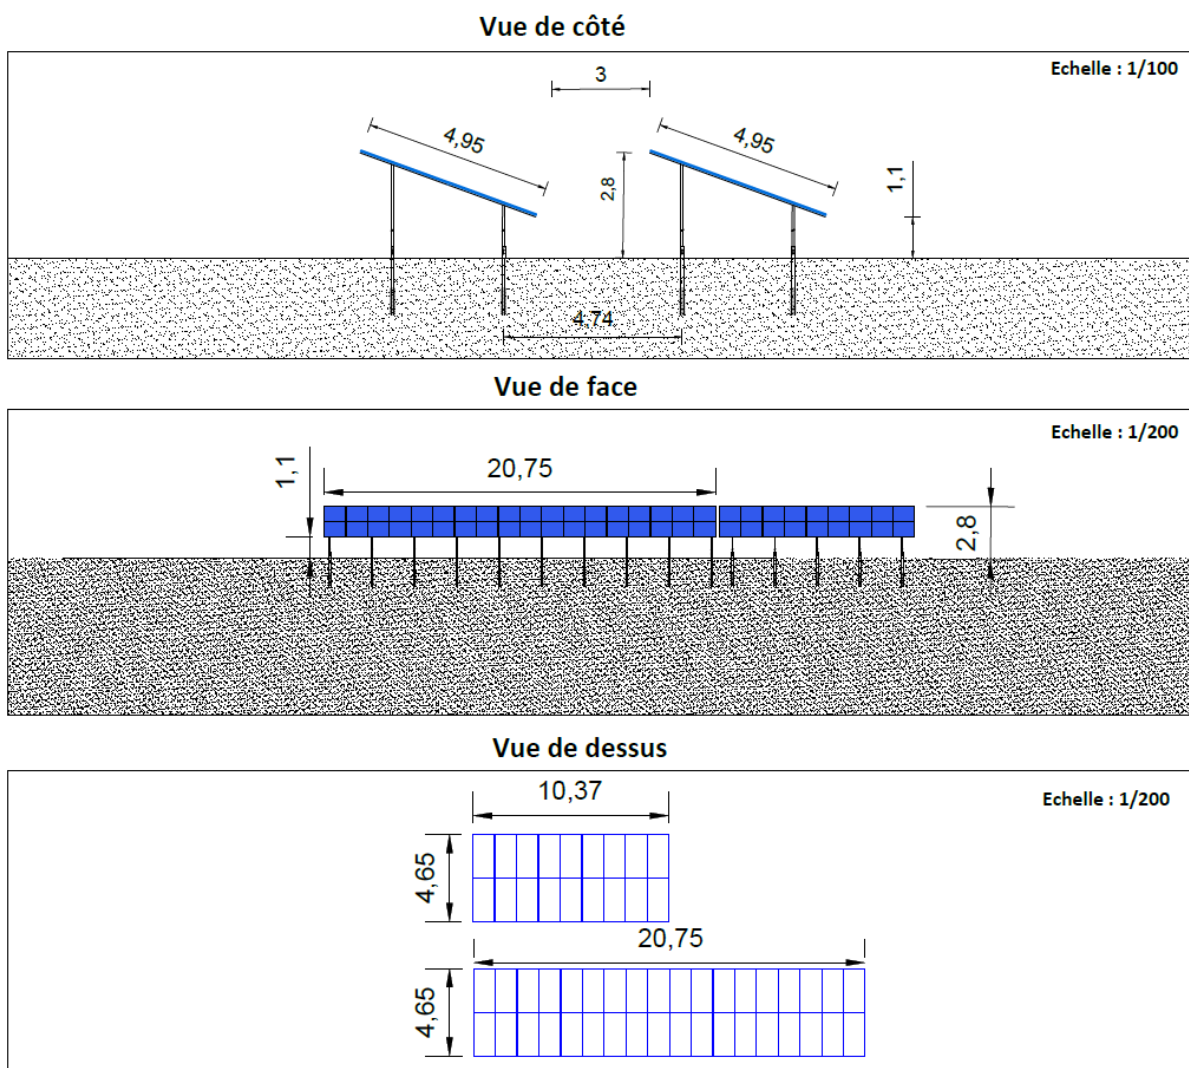 Vue de côté
Echelle : 1/100
3
4,95
4,95
2,8
1,1
4,74
Vue de face
Echelle : 1/200
1,1
20,75
2,8
Vue de dessus
Echelle : 1/200
10,37
4,65
20,75
4,65